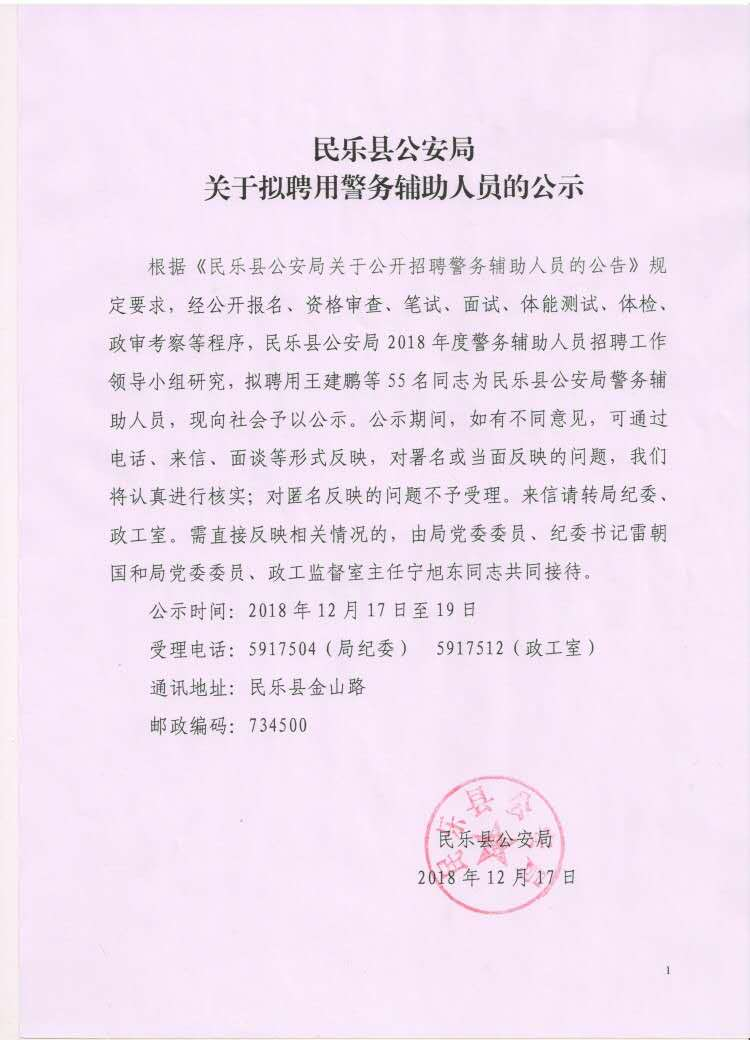 民乐县公安局
关于拟聘用警务辅助人员的公示
根据《民乐县公安局关于公开招聘警务辅助人员的公告》规
定要求，经公开报名、资格审查、笔试、面试、体能测试、体检、
政审考察等程序，民乐县公安局2018年度警务辅助人员招聘工作
领导小组研究，拟聘用王建鹏等55名同志为民乐县公安局警务辅
助人员，现向社会予以公示。公示期间，如有不同意见，可通过
电话、来信、面谈等形式反映，对署名或当面反映的问题，我们
将认真进行核实；对匿名反映的问题不予受理。来信请转局纪委、
政工室。需直接反映相关情况的，由局党委委员、纪委书记雷朝
国和局党委委员、政工监督室主任宁旭东同志共同接待。
公示时间：2018年12月17日至19日
受理电话：5917504（局纪委） 5917512（政工室）
通讯地址：民乐县金山路
邮政编码：734500
民乐县公安局
民乐县公安局
2018年12月17日
1